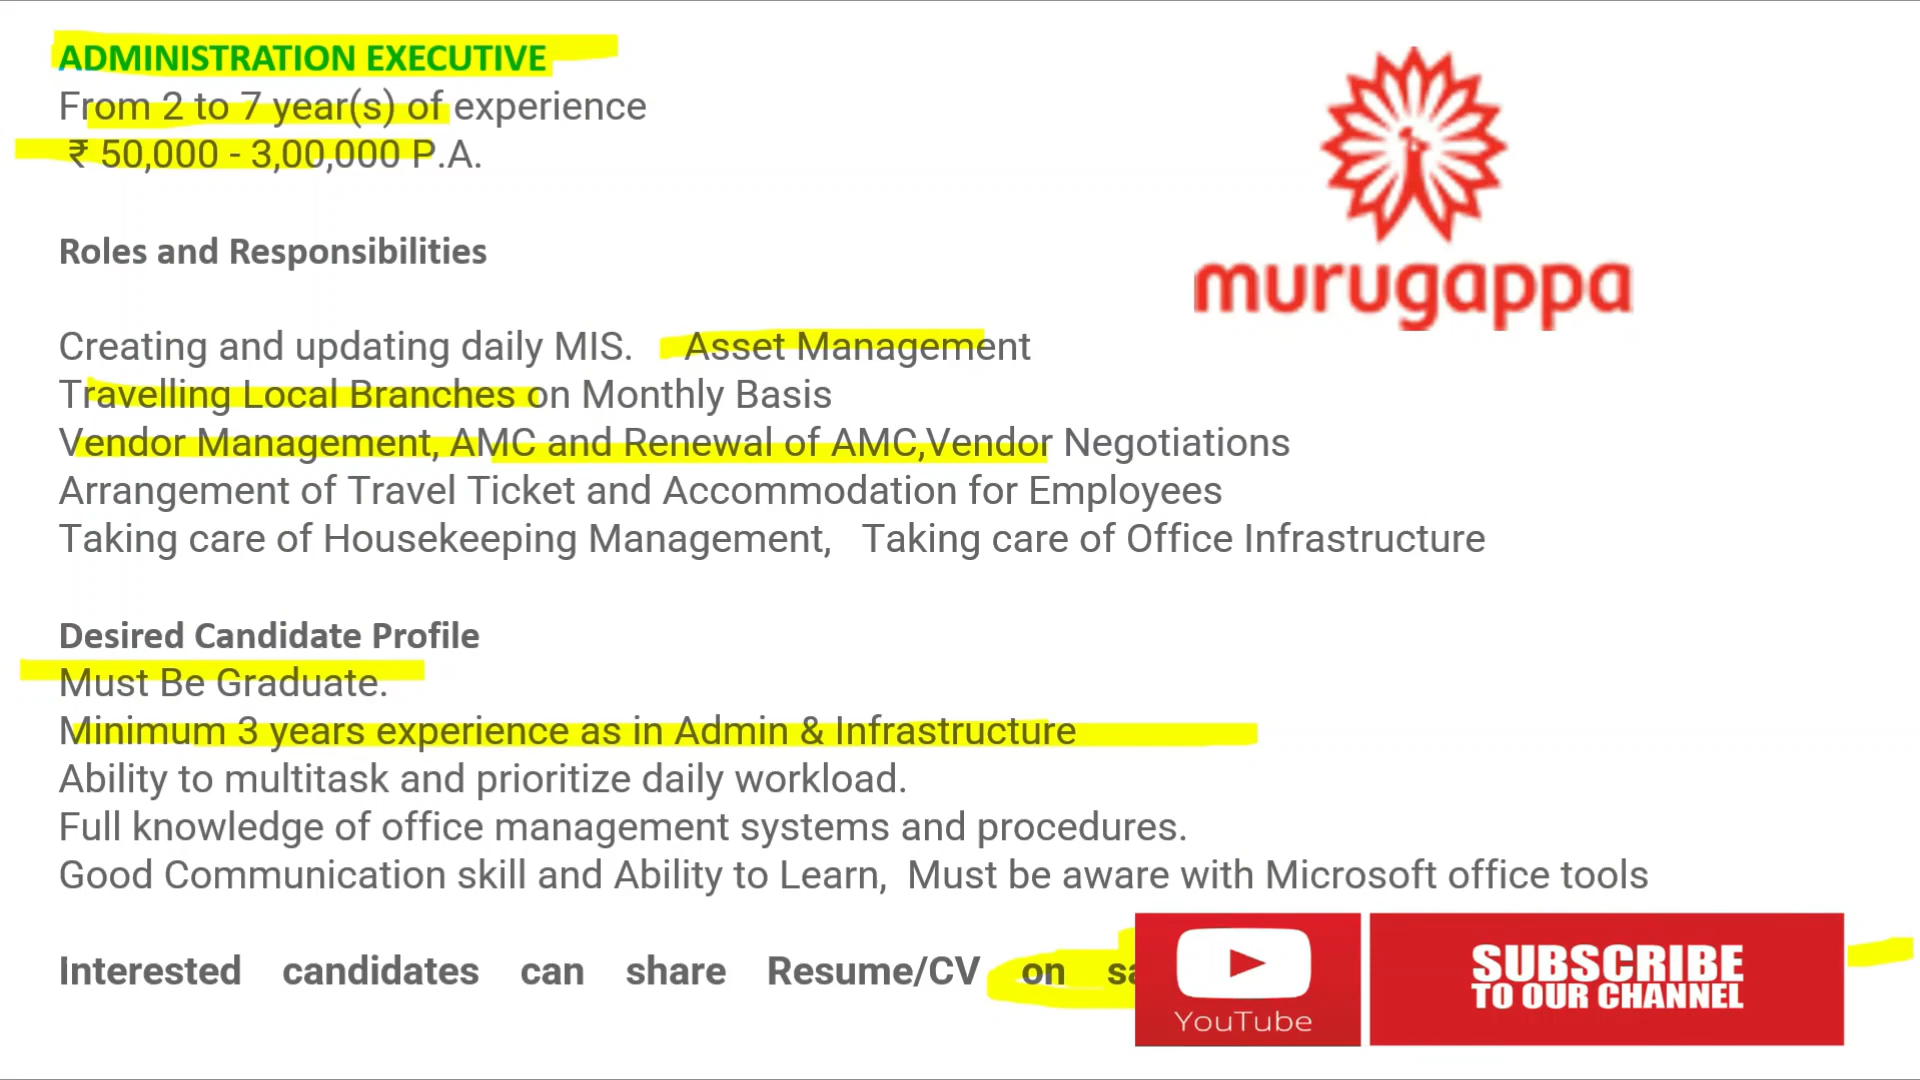 ADMINISTRATION EXECUTIVE
From 2 to 7 year(s) of experience
₹ 50,000 - 3,00,000 P.A.
murugappa
Roles and Responsibilities
Creating and updating daily MIS. Asset Management
Travelling Local Branches on Monthly Basis
Vendor Management, AMC and Renewal of AMC,Vendor Negotiations
Arrangement of Travel Ticket and Accommodation for Employees
Taking care of Housekeeping Management, Taking care of Office Infrastructure
Desired Candidate Profile
Must Be Graduate.
Minimum 3 years experience as in Admin & Infrastructure
Ability to multitask and prioritize daily workload.
Full knowledge of office management systems and procedures.
Good Communication skill and Ability to Learn, Must be aware with Microsoft office tools
Interested candidates can share Resume/CV on
YouTube
SUBSCRIBE
TO OUR CHANNEL